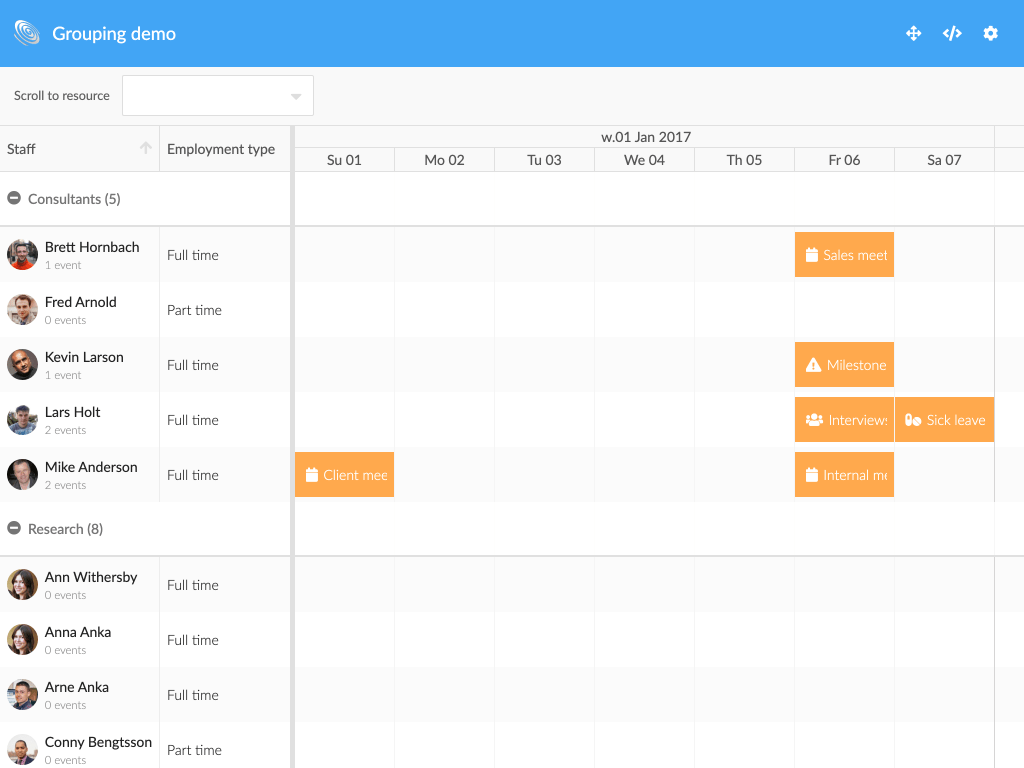 Grouping demo
Scroll to resource
Staff
Employment type
w.01 Jan 2017
Su 01
Mo 02
Tu 03
We 04
Th 05
Fr 06
Sa 07
Consultants (5)
Brett Hornbach
1 event
Full time
Sales meet
Fred Arnold
0 events
Part time
Kevin Larson
1 event
Full time
Milestone
Lars Holt
2 events
Full time
Interviews
Sick leave
Mike Anderson
2 events
Full time
Client mee
Internal me
Research (8)
Ann Withersby
0 events
Full time
Anna Anka
0 events
Full time
Arne Anka
0 events
Full time
Conny Bengtsson
0 events
Part time